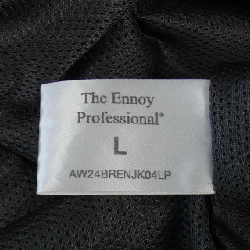 The Ennoy
Professional®
L
AW24BRENJK04LP